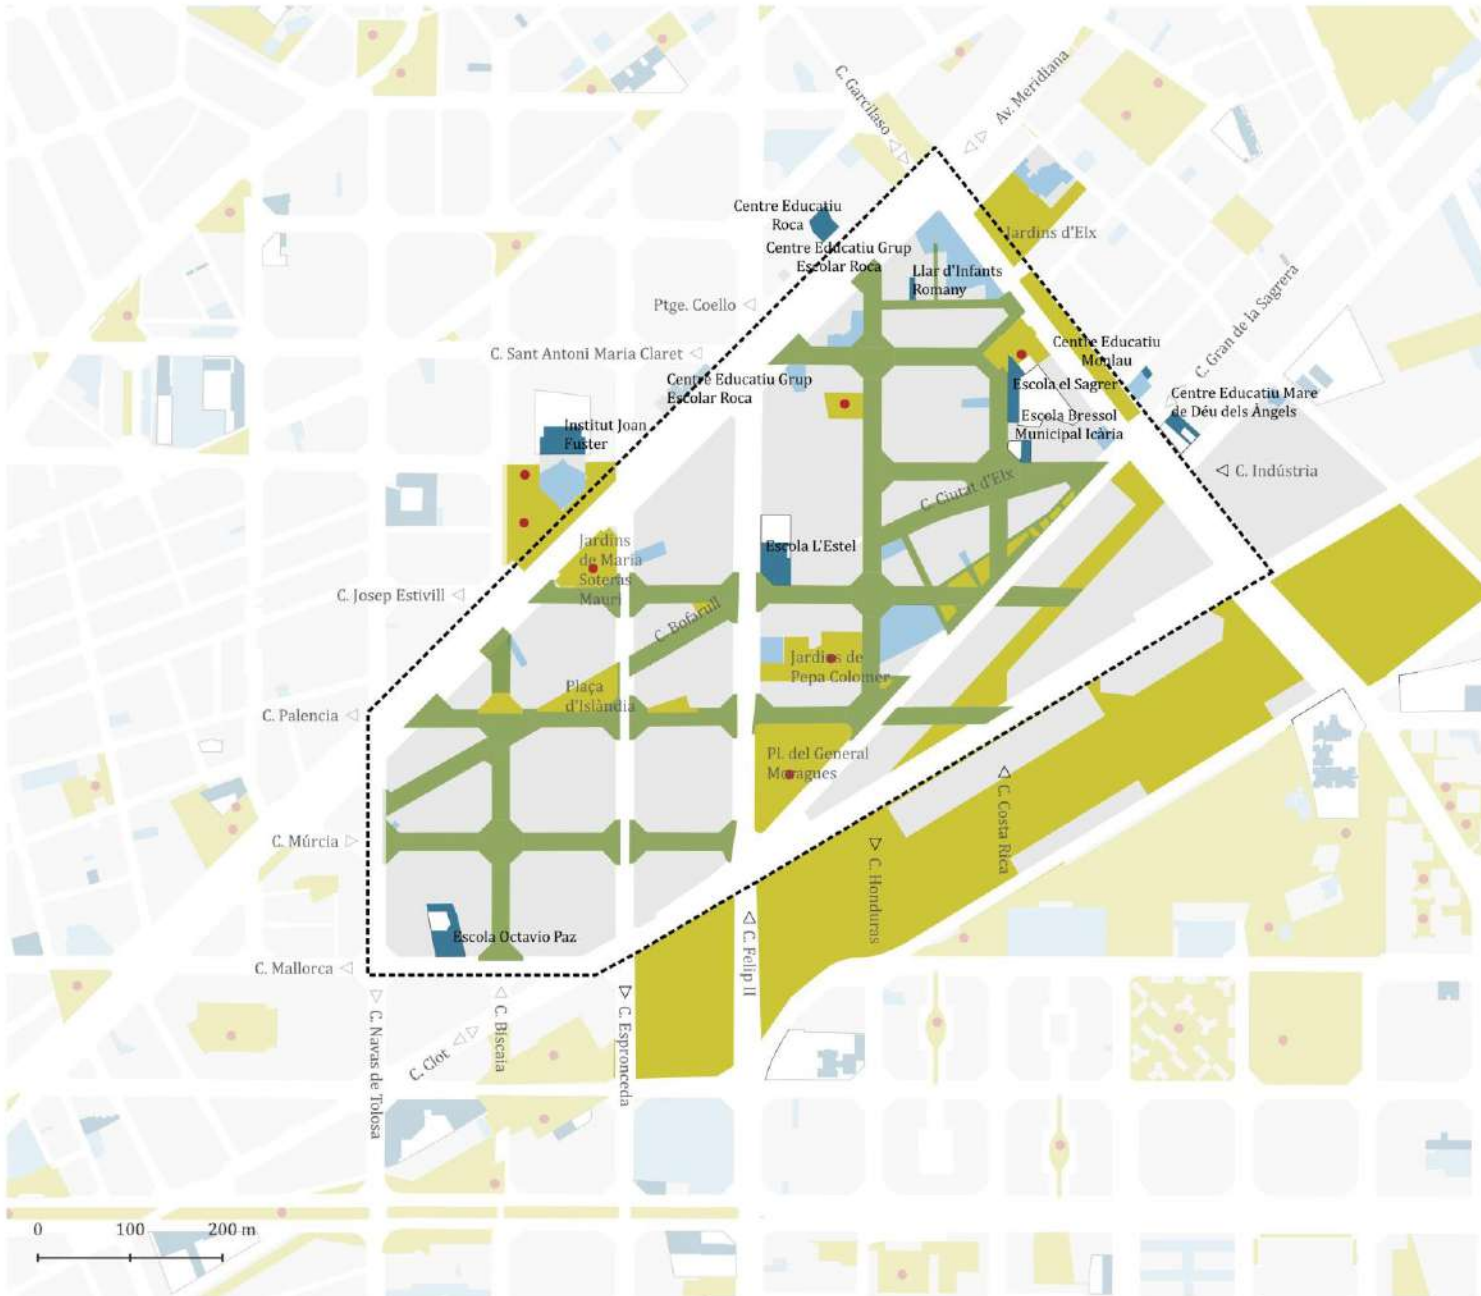 C. Garcilaso
Av. Meridiana
Centre Educatiu
Roca
Centre Educatiu Grup
Escolar Roca
Jardins d'Elx
Llar d'Infants
Romany
C. Gran de la Sagrera
Ptge. Coello
C. Sant Antoni Maria Claret
Centre Educatiu
Monlau
Centre Educatiu Grup
Escolar Roca
Escola el Sagrer
Centre Educatiu Mare
de Déu dels Àngels
Institut Joan
Fuster
Escola Bressol
Municipal Icària
C. Indústria
C. Ciutat d'Elx
Jardins
de Maria
Soteras
Mauri
Escola L'Estel
C. Josep Estivill
C. Bofarull
Jardins de
Pepa Colomer
Plaça
d'Islàndia
C. Palencia
Pl. del General
Moragues
C. Costa Rica
C. Múrcia
C. Honduras
Escola Octavio Paz
C. Mallorca
C. Felip II
C. Navas de Tolosa
C. Clot
C. Biscaia
C. Espronceda
0 100 200 m